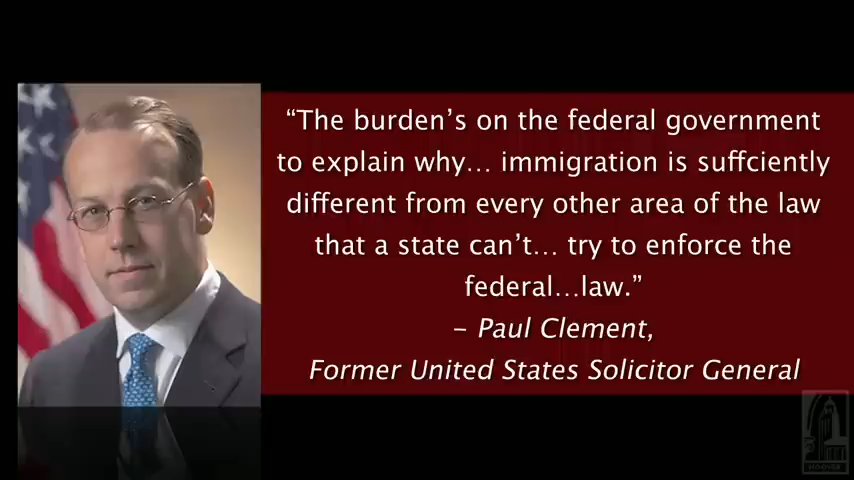 “The burden’s on the federal government
to explain why... immigration is suffciently
different from every other area of the law
that a state can’t... try to enforce the
federal...law.”
– Paul Clement,
Former United States Solicitor General